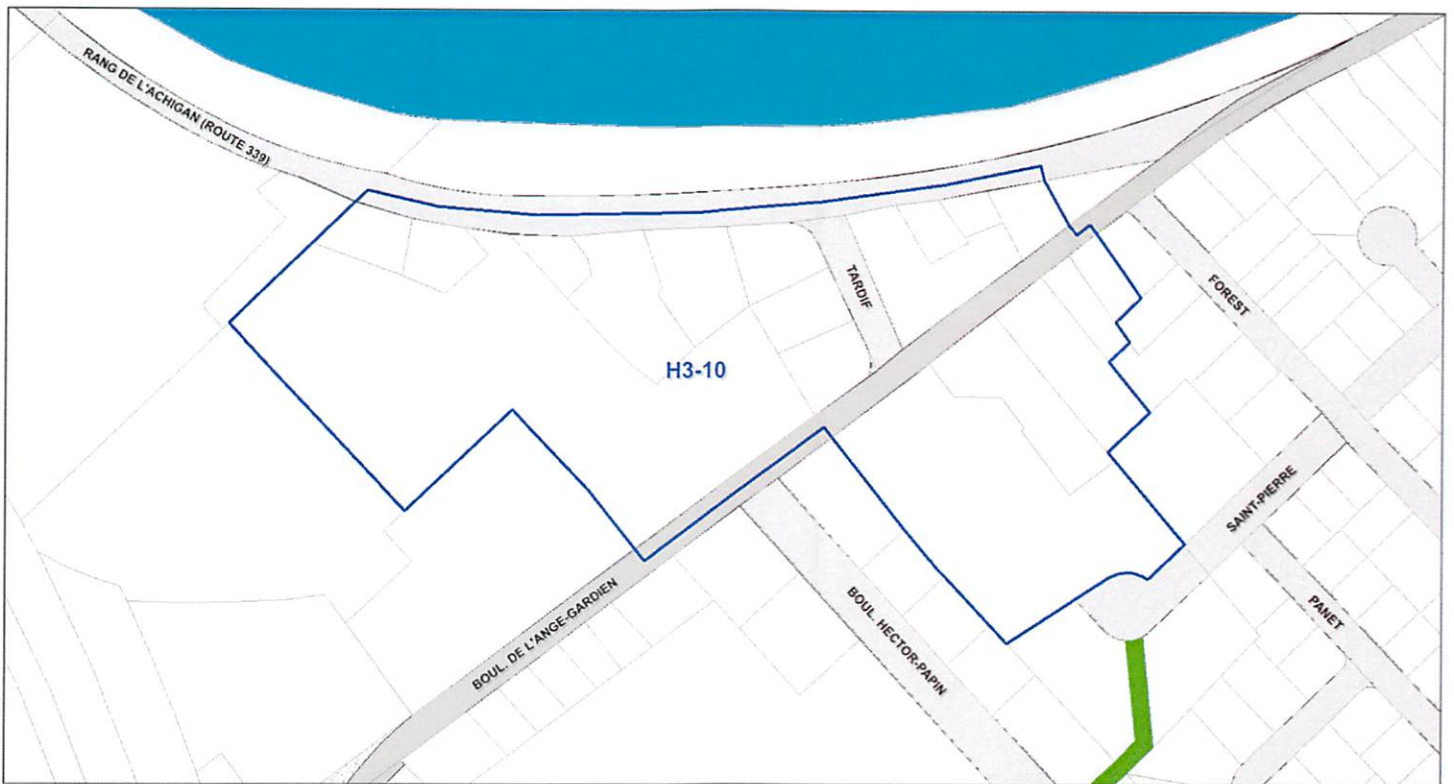 RANG DE L'ACHIGAN (ROUTE 339)
TARDIF
FOREST
H3-10
SAINT-PIERRE
BOUL. DE L'ANGE-GARDIEN
BOUL. HECTOR-PAPIN
PANET